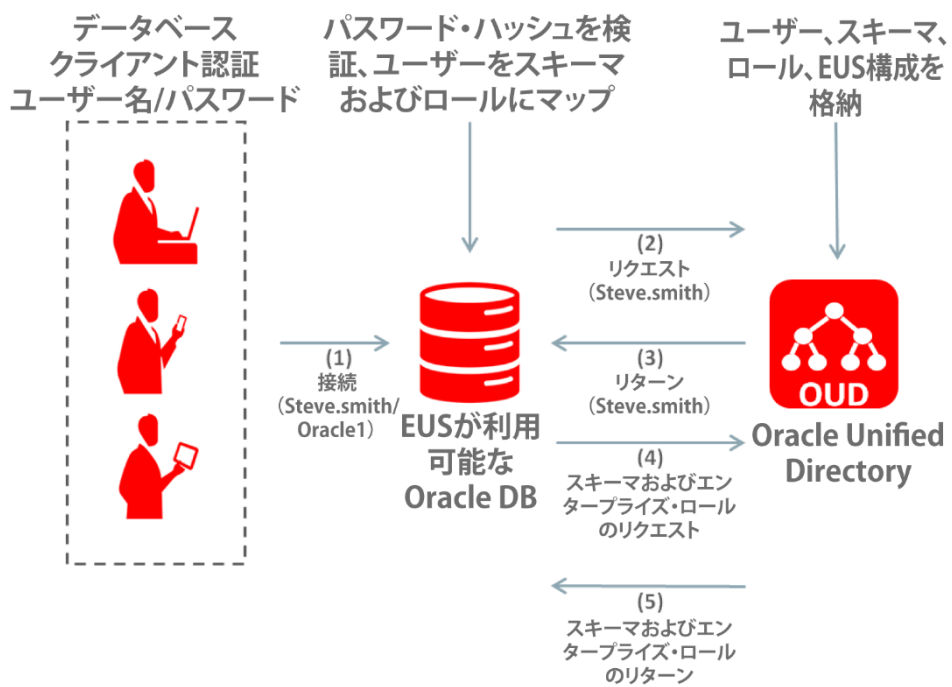 データベース
クライアント認証
ユーザー名/パスワード
パスワード・ハッシュを検
証、ユーザーをスキーマ
およびロールにマップ
ユーザー、スキーマ、
ロール、EUS構成を
格納
(1)
接続
（Steve.smith/
Oracle1）
EUSが利用
可能な
Oracle DB
(2)
リクエスト
（Steve.smith）
(3)
リターン
（Steve.smith）
(4)
スキーマおよびエン
タープライズ・ロール
のリクエスト
(5)
スキーマおよびエン
タープライズ・ロール
のリターン
OUD
Oracle Unified
Directory